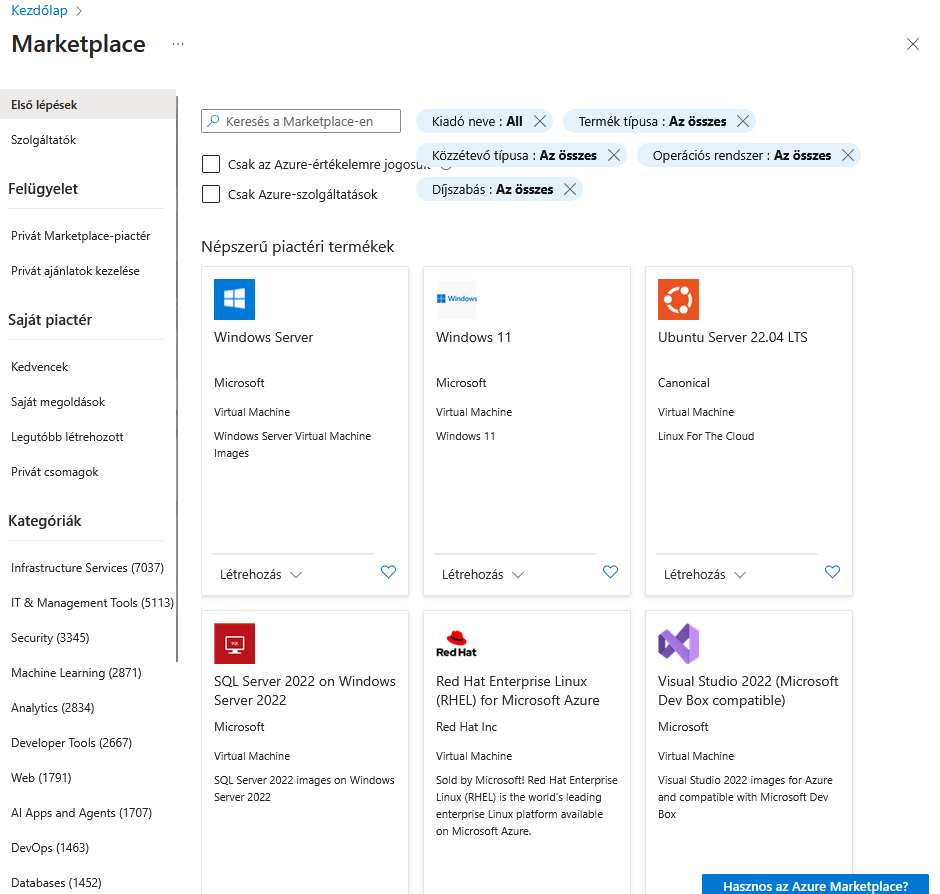 Kezdőlap
Marketplace
...
Első lépések
Szolgáltatók
Felügyelet
Privát Marketplace-piactér
Privát ajánlatok kezelése
Saját piactér
Kedvencek
Saját megoldások
Legutóbb létrehozott
Privát csomagok
Kategóriák
Infrastructure Services (7037)
IT & Management Tools (5113)
Security (3345)
Machine Learning (2871)
Analytics (2834)
Developer Tools (2667)
Web (1791)
AI Apps and Agents (1707)
DevOps (1463)
Databases (1452)
Keresés a Marketplace-en
Kiadó neve : All
Termék típusa : Az összes
Közzétevő típusa : Az összes
Operációs rendszer : Az összes
Díjszabás : Az összes
Csak az Azure-értékelemre
Csak Azure-szolgáltatások
Népszerű piactéri termékek
Windows Server
Microsoft
Virtual Machine
Windows Server Virtual Machine
Images
Létrehozás
Windows
Windows 11
Microsoft
Virtual Machine
Windows 11
Létrehozás
Ubuntu Server 22.04 LTS
Canonical
Virtual Machine
Linux For The Cloud
Létrehozás
SQL
SQL Server 2022 on Windows
Server 2022
Microsoft
Virtual Machine
SQL Server 2022 images on Windows
Server 2022
Red Hat
Red Hat Enterprise Linux
(RHEL) for Microsoft Azure
Red Hat Inc
Virtual Machine
Sold by Microsoft! Red Hat Enterprise
Linux (RHEL) is the world's leading
enterprise Linux platform available
on Microsoft Azure.
Visual Studio 2022 (Microsoft
Dev Box compatible)
Microsoft
Virtual Machine
Visual Studio 2022 images for Azure
and compatible with Microsoft Dev
Box
Hasznos az Azure Marketplace?